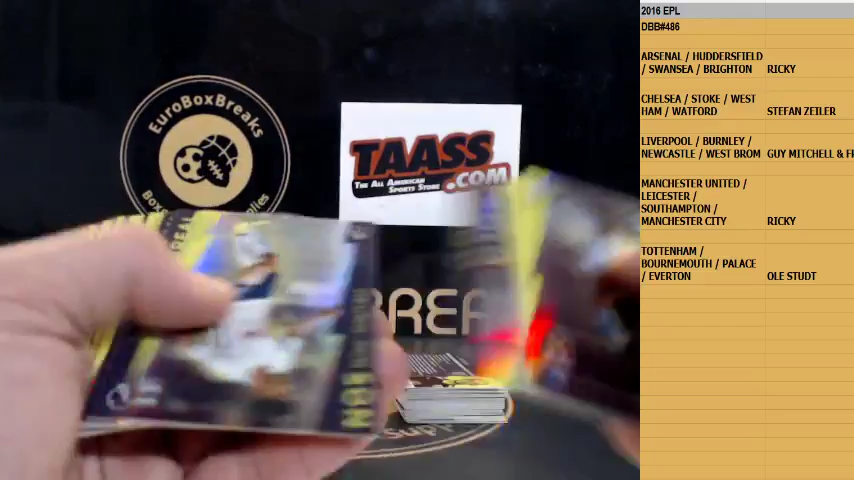 EuroBoxBreaks
TAASS
THE ALL AMERICAN
SPORTS STORE
.COM
BREA
Supp
2016 EPL
DBB#486
ARSENAL / HUDDERSFIELD
/ SWANSEA / BRIGHTON RICKY
CHELSEA / STOKE / WEST
HAM / WATFORD STEFAN ZEILER
LIVERPOOL / BURNLEY /
NEWCASTLE / WEST BROM GUY MITCHELL & F
MANCHESTER UNITED /
LEICESTER /
SOUTHAMPTON /
MANCHESTER CITY RICKY
TOTTENHAM /
BOURNEMOUTH / PALACE
/ EVERTON OLE STUDT